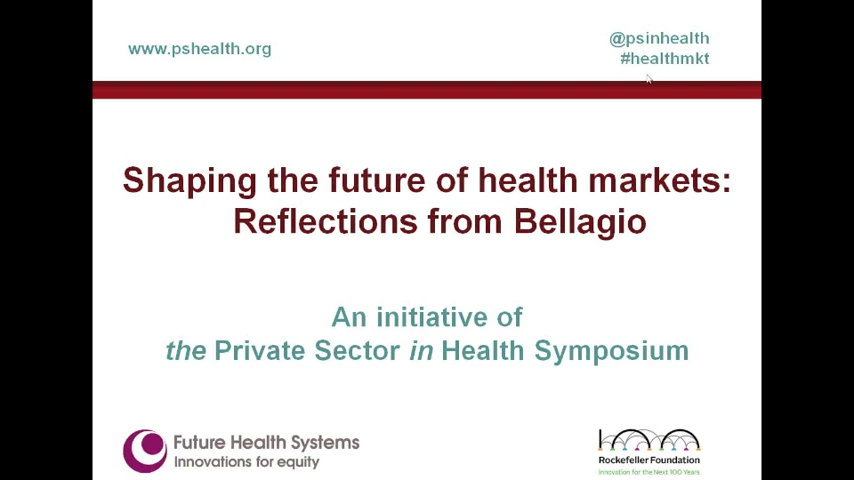 www.pshealth.org
@psinhealth
#healthmkt
Shaping the future of health markets:
Reflections from Bellagio
An initiative of
the Private Sector in Health Symposium
Future Health Systems
Innovations for equity
Rockefeller Foundation
Innovation for the Next 100 Years